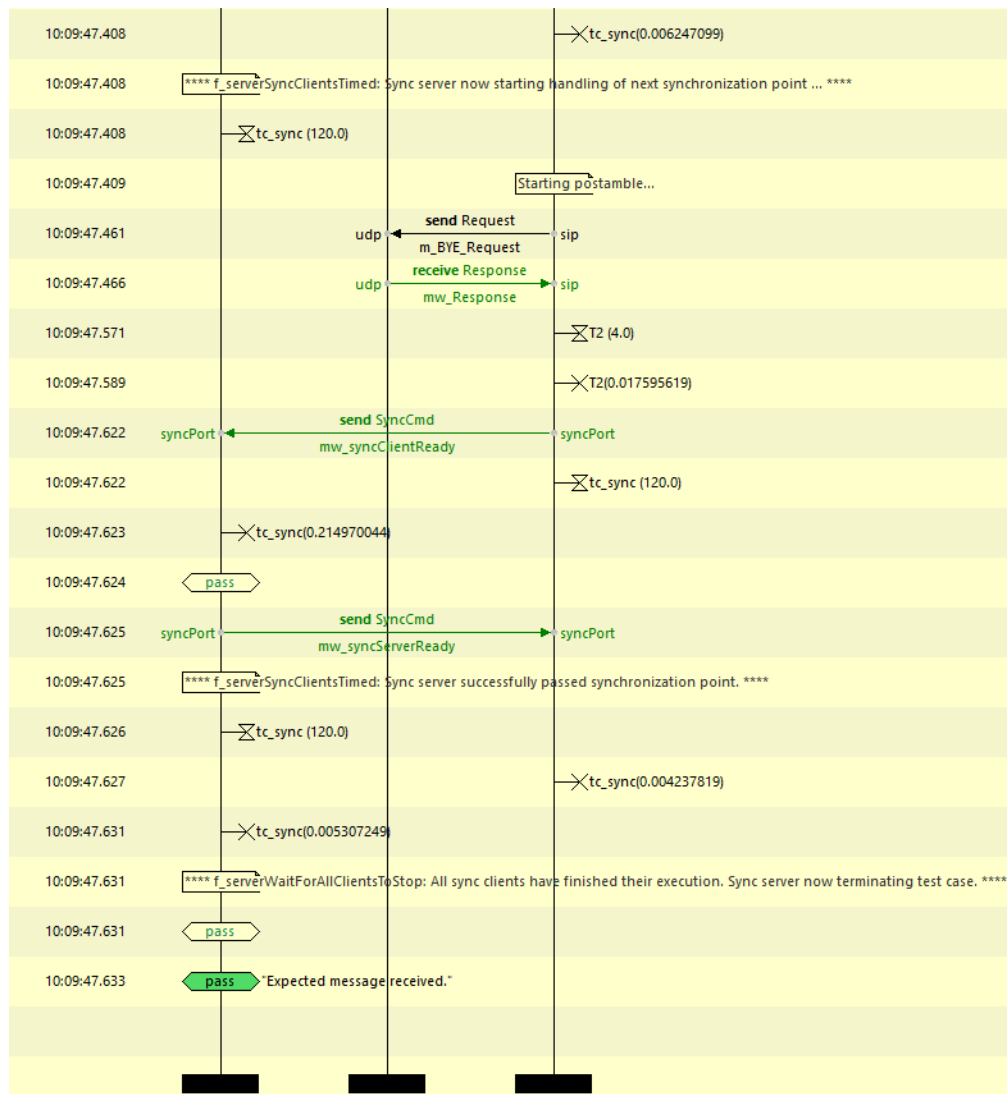 10:09:47.408 tc_sync(0.006247099)
10:09:47.408 **** f_serverSyncClientsTimed: Sync server now starting handling of next synchronization point ... ****
10:09:47.408 tc_sync (120.0)
10:09:47.409 Starting postamble...
send Request
10:09:47.461 udp sip
m_BYE_Request
receive Response
10:09:47.466 udp sip
mw_Response
10:09:47.571 T2 (4.0)
10:09:47.589 T2(0.017595619)
send SyncCmd
10:09:47.622 syncPort syncPort
mw_syncClientReady
10:09:47.622 tc_sync (120.0)
10:09:47.623 tc_sync(0.214970044)
10:09:47.624 pass
send SyncCmd
10:09:47.625 syncPort syncPort
mw_syncServerReady
10:09:47.625 **** f_serverSyncClientsTimed: Sync server successfully passed synchronization point. ****
10:09:47.626 tc_sync (120.0)
10:09:47.627 tc_sync(0.004237819)
10:09:47.631 tc_sync(0.005307249)
10:09:47.631 **** f_serverWaitForAllClientsToStop: All sync clients have finished their execution. Sync server now terminating test case. ****
10:09:47.631 pass
10:09:47.633 pass "Expected message received."